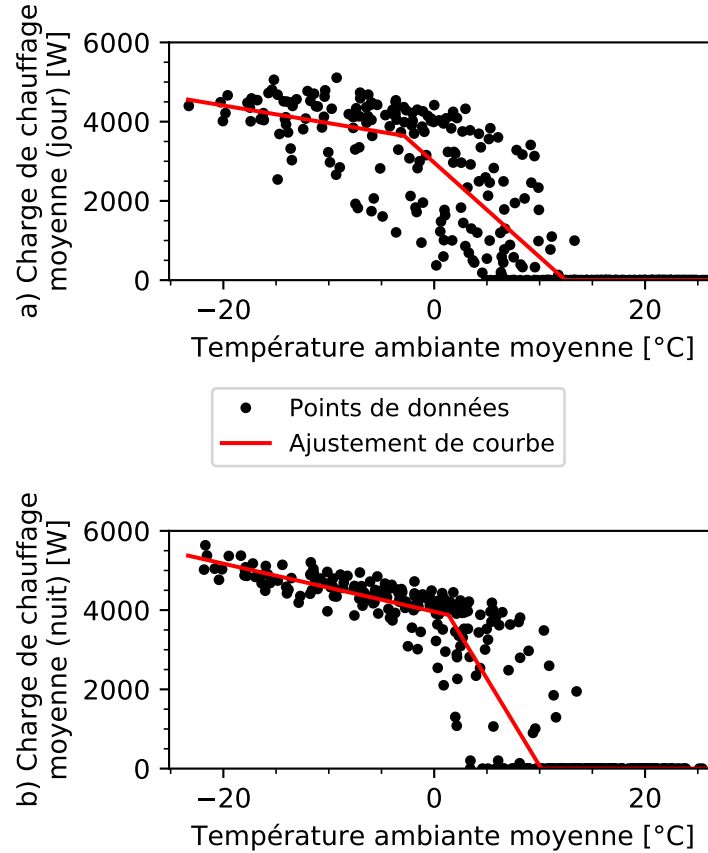 a) Charge de chauffage
moyenne (jour) [W]
6000
4000
2000
0
−20
0
20
Température ambiante moyenne [°C]
Points de données
Ajustement de courbe
b) Charge de chauffage
moyenne (nuit) [W]
6000
4000
2000
0
−20
0
20
Température ambiante moyenne [°C]